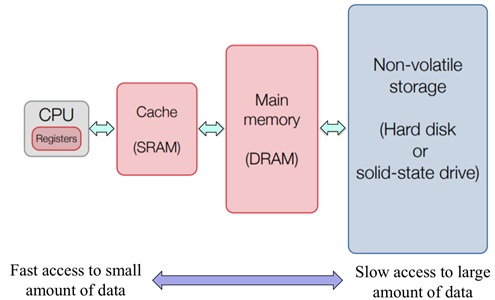 CPU
Registers
Cache
(SRAM)
Main
memory
(DRAM)
Non-volatile
storage
(Hard disk
or
solid-state drive)
Fast access to small
amount of data
Slow access to large
amount of data